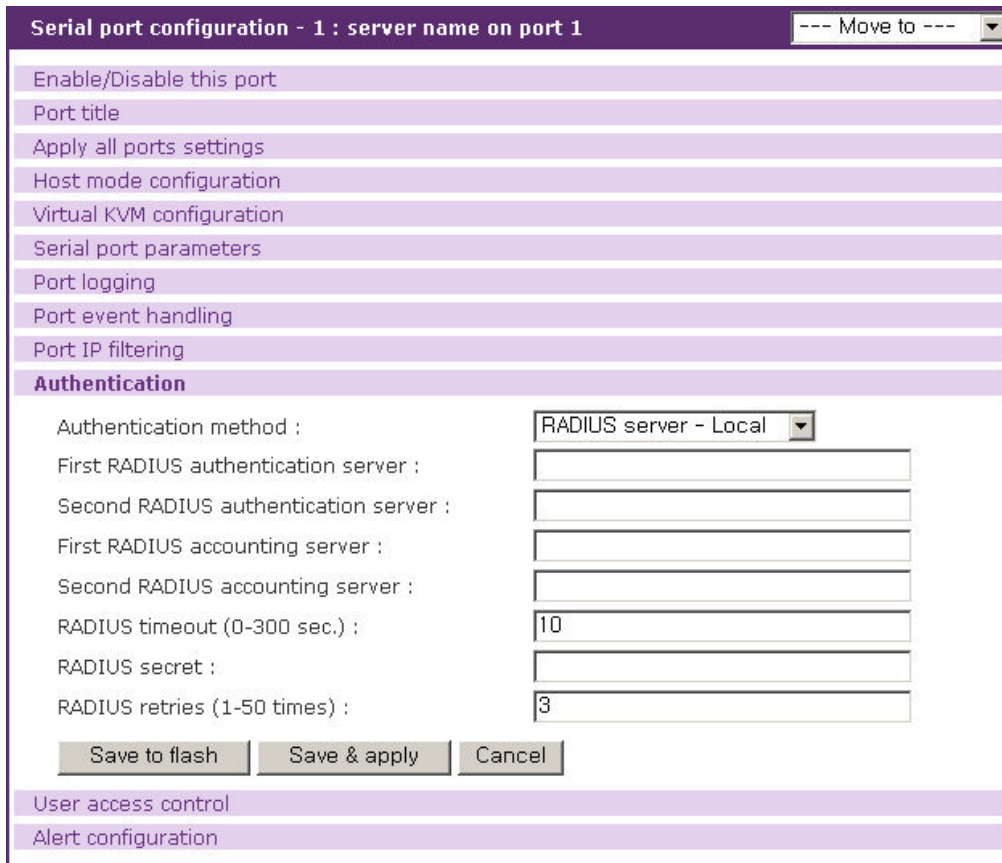 Serial port configuration - 1 : server name on port 1 --- Move to ---
Enable/Disable this port
Port title
Apply all ports settings
Host mode configuration
Virtual KVM configuration
Serial port parameters
Port logging
Port event handling
Port IP filtering
Authentication
Authentication method : RADIUS server - Local
First RADIUS authentication server :
Second RADIUS authentication server :
First RADIUS accounting server :
Second RADIUS accounting server :
RADIUS timeout (0-300 sec.) : 10
RADIUS secret :
RADIUS retries (1-50 times) : 3
Save to flash Save & apply Cancel
User access control
Alert configuration